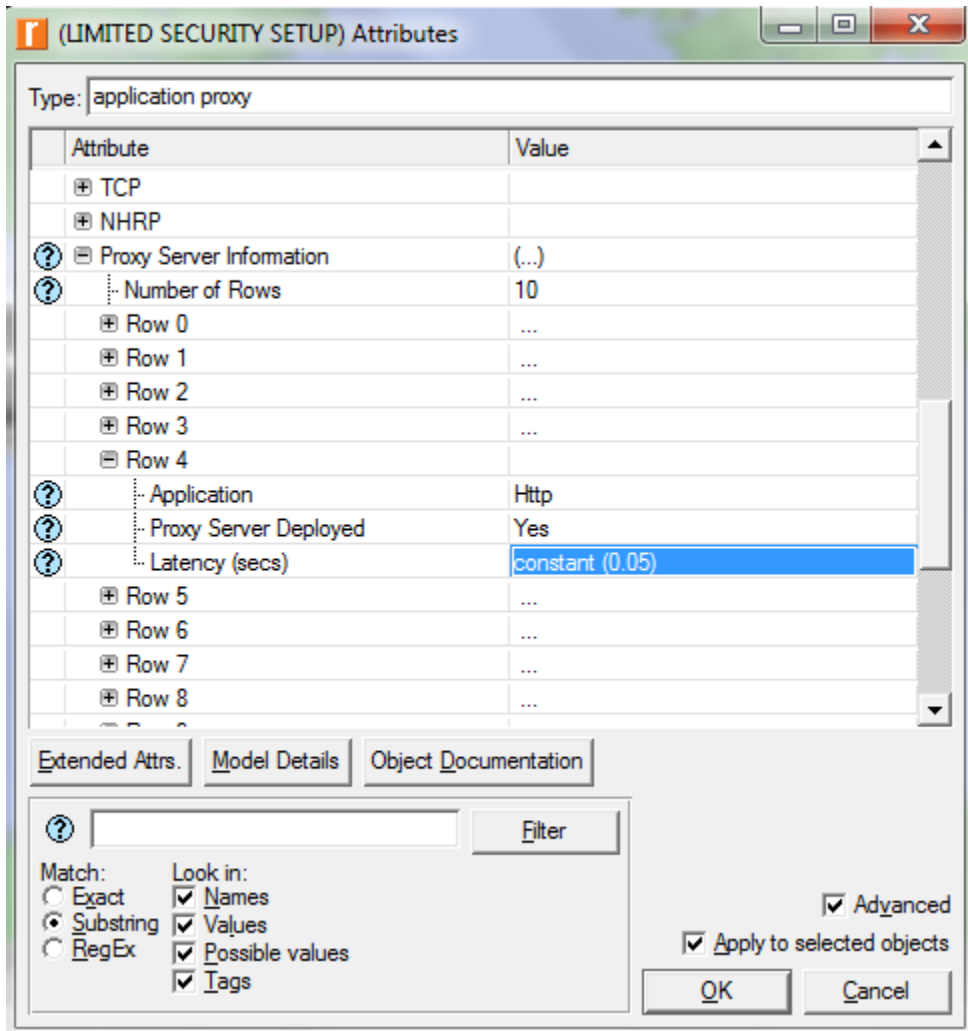 (LIMITED SECURITY SETUP) Attributes
Type: application proxy
Attribute Value
TCP
NHRP
Proxy Server Information (...)
Number of Rows 10
Row 0 ...
Row 1 ...
Row 2 ...
Row 3 ...
Row 4
Application Http
Proxy Server Deployed Yes
Latency (secs) constant (0.05)
Row 5 ...
Row 6 ...
Row 7 ...
Row 8 ...
Extended Attrs. Model Details Object Documentation
Filter
Match: Look in:
Exact Names
Substring Values
RegEx Possible values
Tags
Advanced
Apply to selected objects
OK Cancel